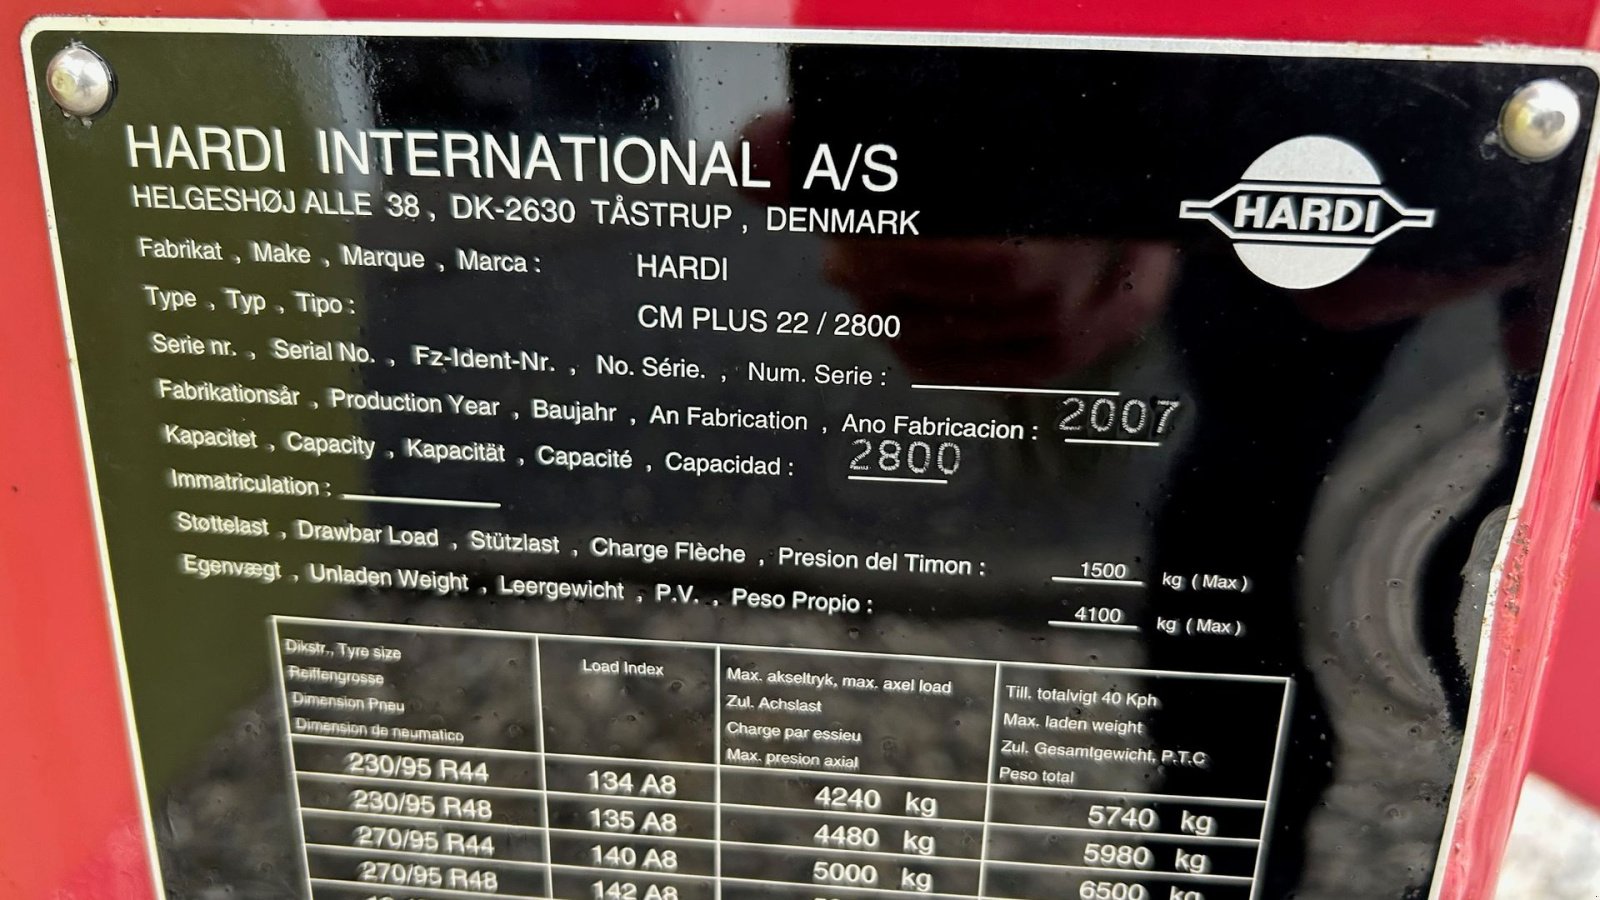 HARDI INTERNATIONAL A/S
HELGESHØJ ALLE 38, DK-2630 TÅSTRUP, DENMARK
HARDI
Fabrikat, Make, Marque, Marca: HARDI
Type, Typ, Tipo: CM PLUS 22 / 2800
Serie nr., Serial No., Fz-Ident-Nr., No. Série., Num. Serie:
Fabrikationsår, Production Year, Baujahr, An Fabrication, Ano Fabricacion: 2007
Kapacitet, Capacity, Kapacität, Capacité, Capacidad: 2800
Immatriculation:
Støttelast, Drawbar Load, Stützlast, Charge Flèche, Presion del Timon: 1500 kg (Max)
Egenvægt, Unladen Weight, Leergewicht, P.V., Peso Propio: 4100 kg (Max)
Dikstr., Tyre size
Reiffengrosse
Dimension Pneu
Dimension de neumatico
Load Index
Max. akseltryk, max. axel load
Zul. Achslast
Charge par essieu
Max. presion axial
Till. totalvigt 40 Kph
Max. laden weight
Zul. Gesamtgewicht, P.T.C
Peso total
230/95 R44 134 A8 4240 kg 5740 kg
230/95 R48 135 A8 4480 kg 5980 kg
270/95 R44 140 A8 5000 kg 6500 kg
270/95 R48 142 A8